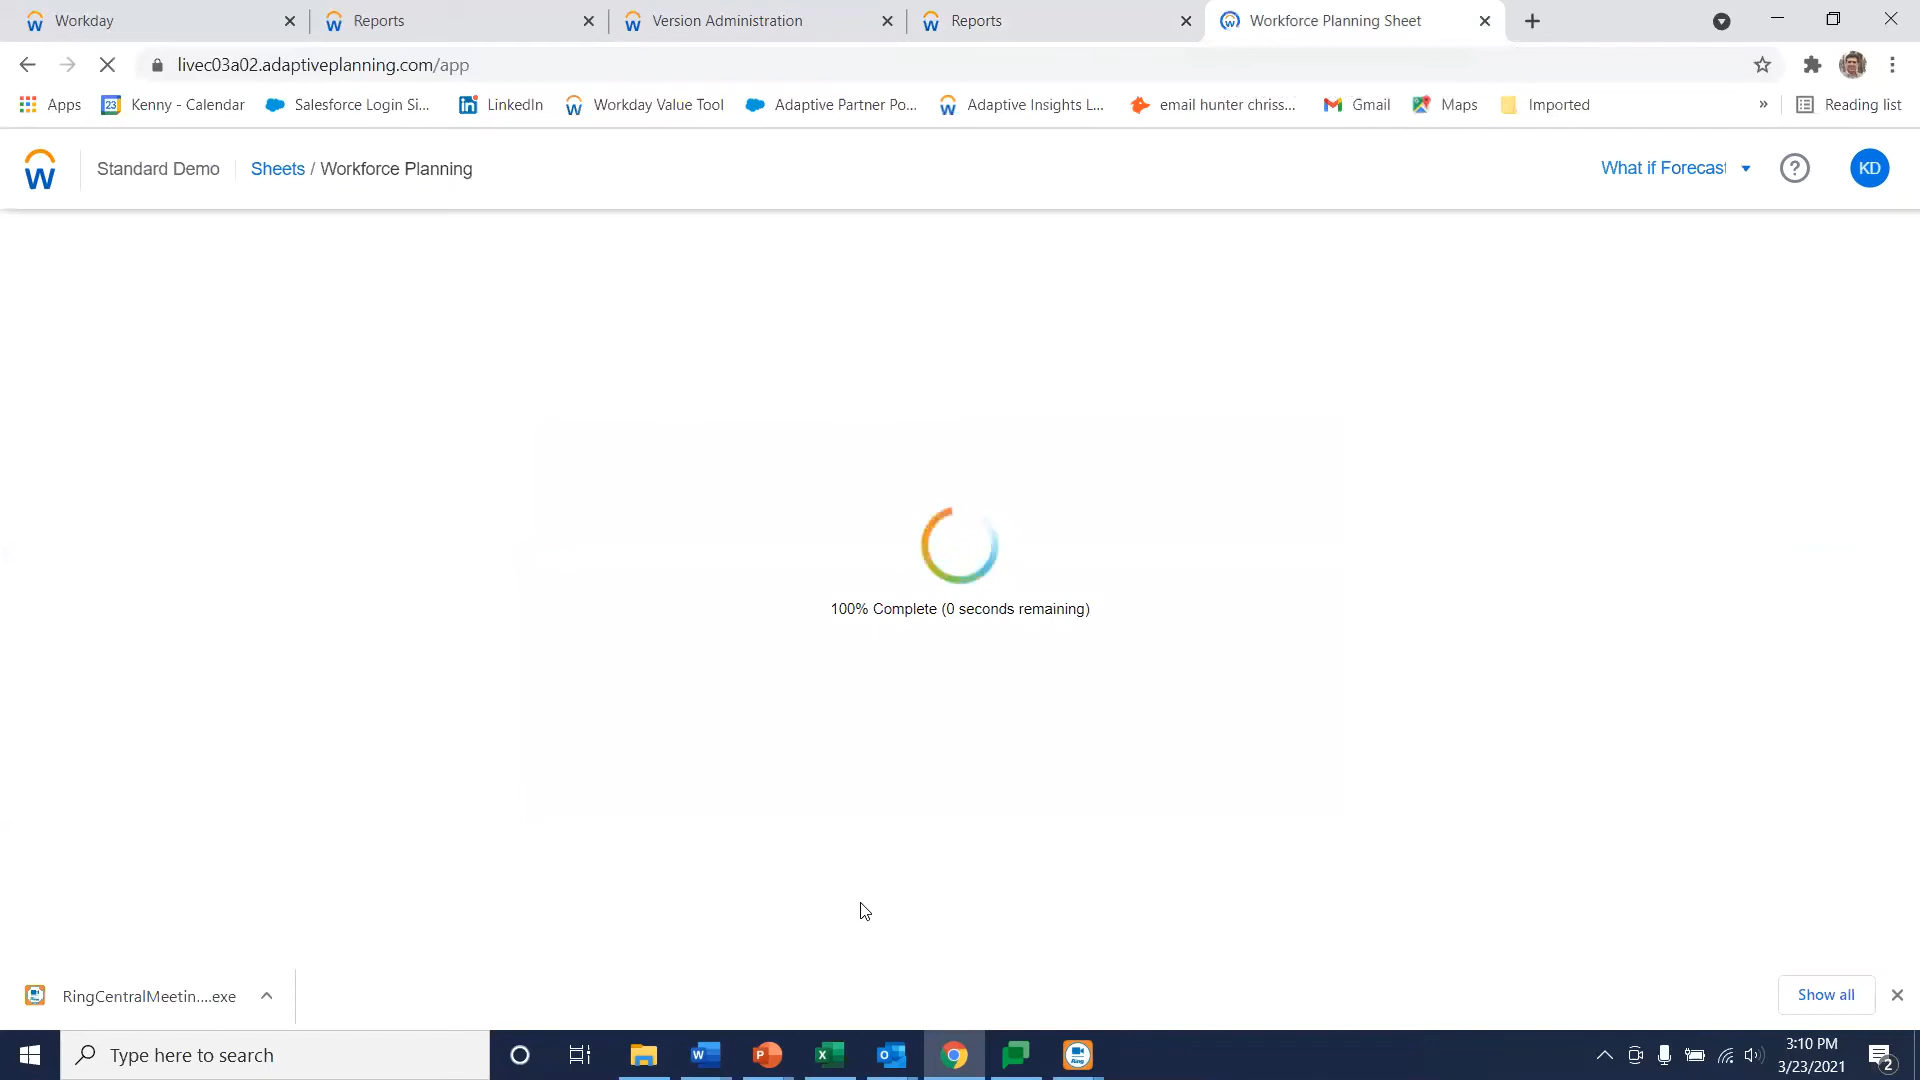 Workday
Reports
Version Administration
Reports
Workforce Planning Sheet
livec03a02.adaptiveplanning.com/app
Apps
23
Kenny - Calendar
Salesforce Login Si...
LinkedIn
Workday Value Tool
Adaptive Partner Po...
Adaptive Insights L...
email hunter chriss...
Gmail
Maps
Imported
»
Reading list
Standard Demo
Sheets / Workforce Planning
What if Forecast
?
KD
100% Complete (0 seconds remaining)
RingCentralMeetin....exe
Show all
Type here to search
3:10 PM
3/23/2021
2